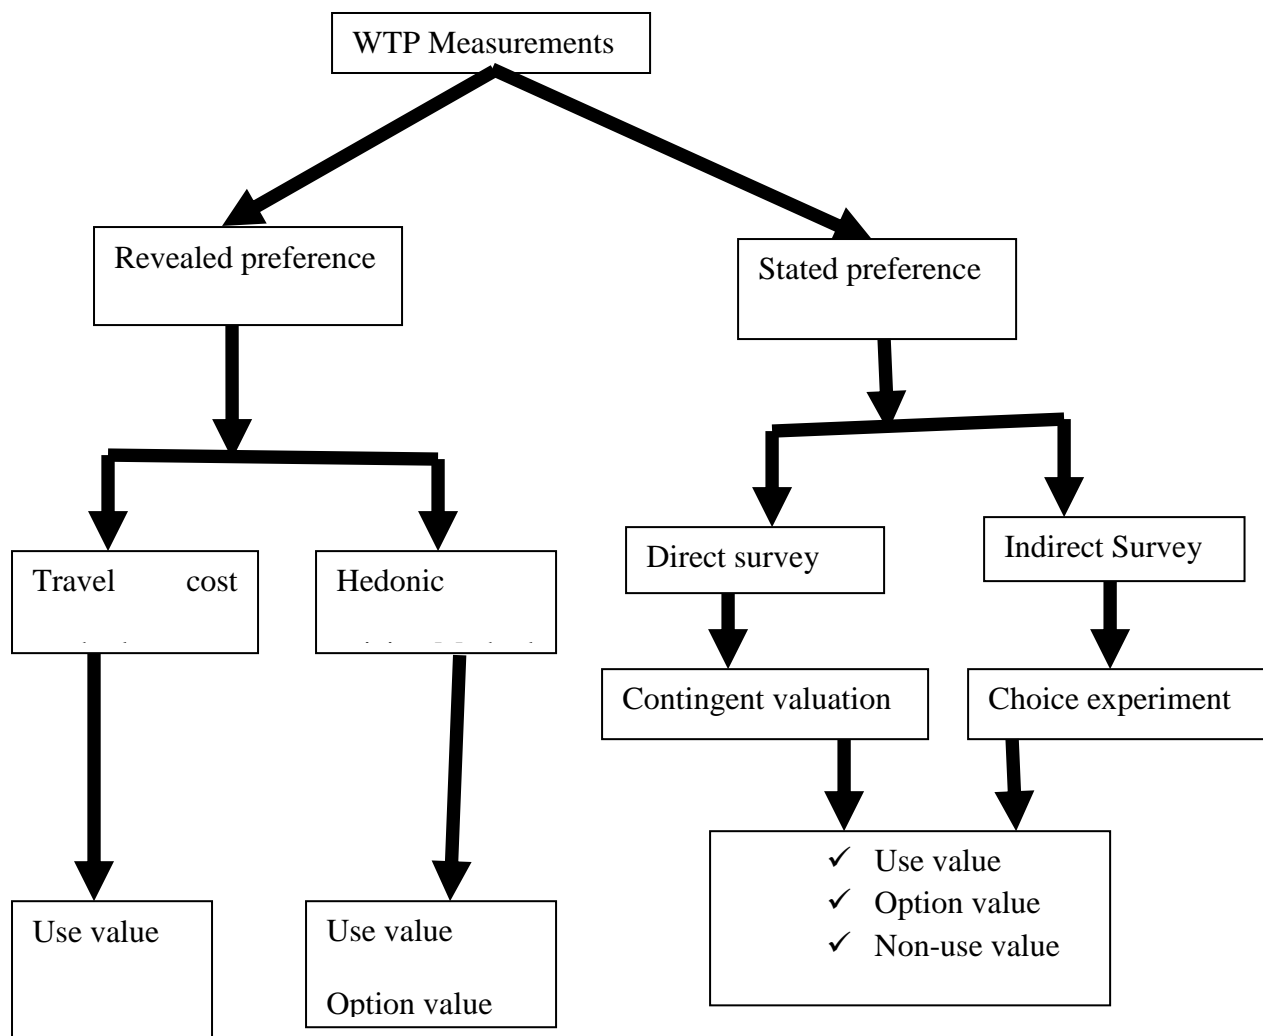 WTP Measurements
Revealed preference
Stated preference
Direct survey
Indirect Survey
Travel cost
Hedonic
Contingent valuation
Choice experiment
✓ Use value
✓ Option value
✓ Non-use value
Use value
Use value
Option value